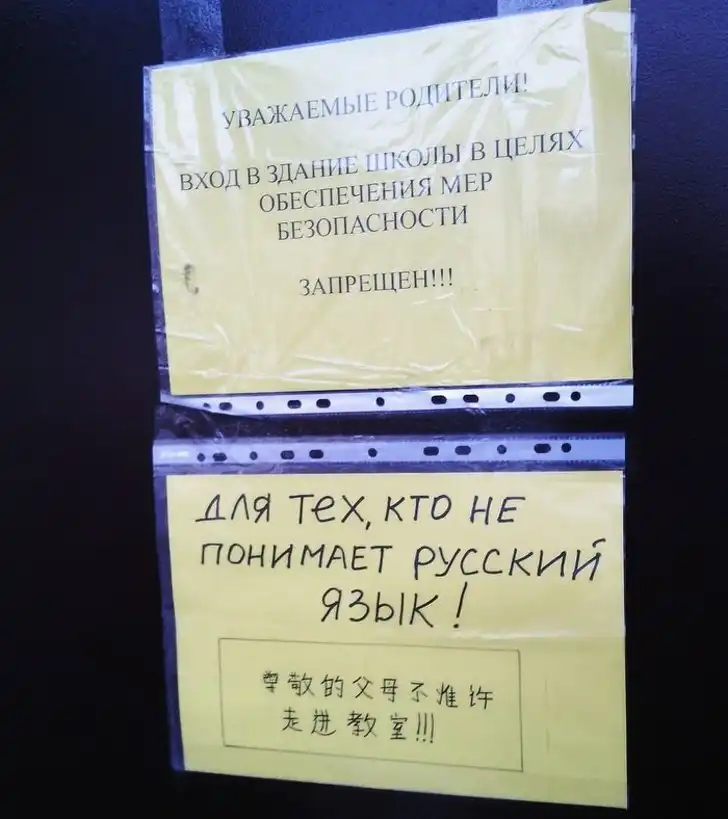 УВАЖАЕМЫЕ РОДИТЕЛИ!
ВХОД В ЗДАНИЕ ШКОЛЫ В ЦЕЛЯХ
ОБЕСПЕЧЕНИЯ МЕР
БЕЗОПАСНОСТИ
ЗАПРЕЩЕН!!!
ДЛЯ ТЕХ, КТО НЕ
ПОНИМАЕТ РУССКИЙ
ЯЗЫК!
尊敬的父母不准许
走进教室!!!